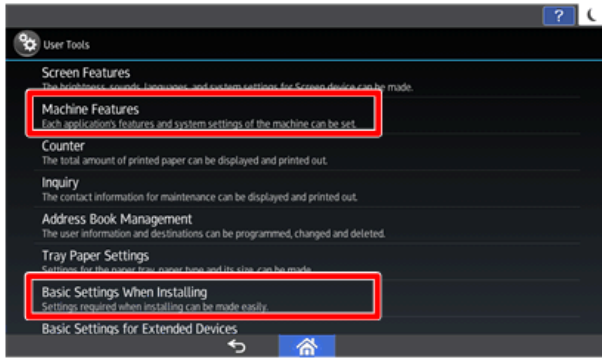 ?
User Tools
Screen Features
The brightness, sounds, languages, and system settings for Screen device can be made.
Machine Features
Each application's features and system settings of the machine can be set.
Counter
The total amount of printed paper can be displayed and printed out.
Inquiry
The contact information for maintenance can be displayed and printed out.
Address Book Management
The user information and destinations can be programmed, changed and deleted.
Tray Paper Settings
Settings for the paper tray, paper type and its size, can be made.
Basic Settings When Installing
Settings required when installing can be made easily.
Basic Settings for Extended Devices